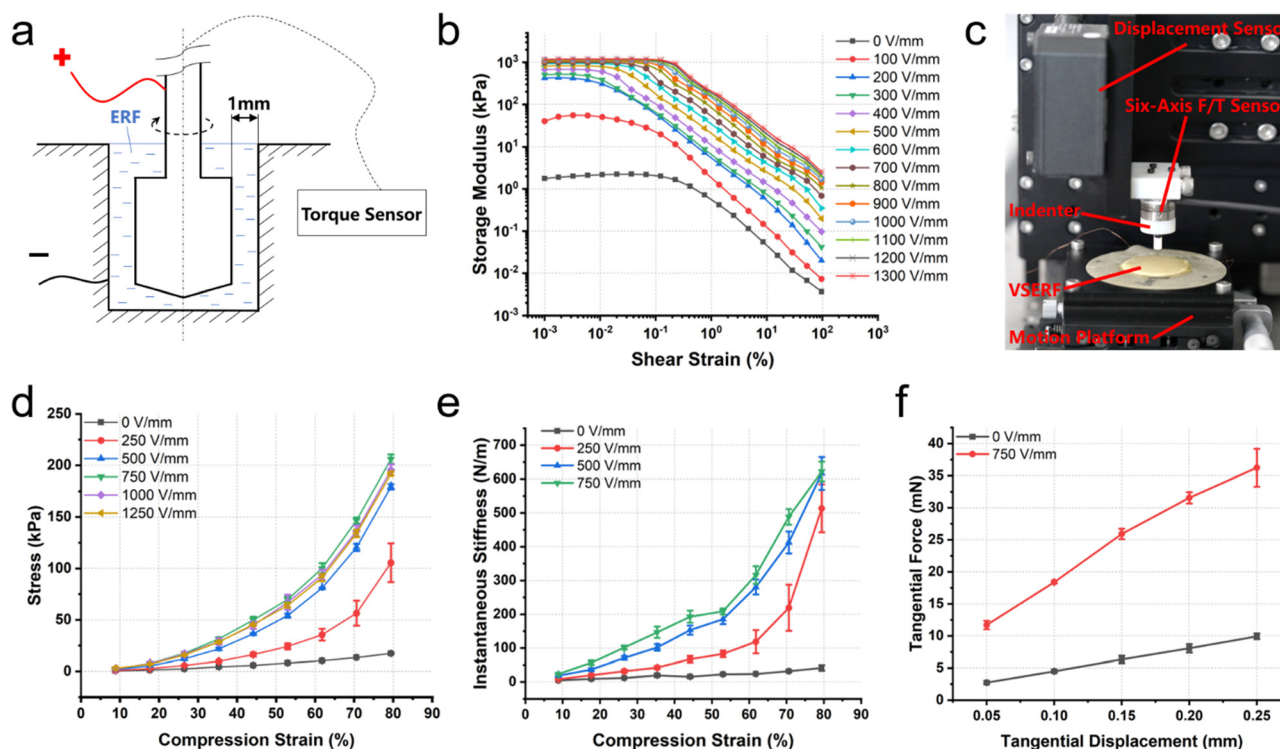 a
+
ERF
1mm
Torque Sensor
−
b
Storage Modulus (kPa)
10³
10²
10¹
10⁰
10⁻¹
10⁻²
10⁻³
10⁻³ 10⁻² 10⁻¹ 10⁰ 10¹ 10² 10³
Shear Strain (%)
0 V/mm
100 V/mm
200 V/mm
300 V/mm
400 V/mm
500 V/mm
600 V/mm
700 V/mm
800 V/mm
900 V/mm
1000 V/mm
1100 V/mm
1200 V/mm
1300 V/mm
c
Displacement Sensor
Six-Axis F/T Sensor
Indenter
VSERF
Motion Platform
d
Stress (kPa)
250
200
150
100
50
0
0 10 20 30 40 50 60 70 80 90
Compression Strain (%)
0 V/mm
250 V/mm
500 V/mm
750 V/mm
1000 V/mm
1250 V/mm
e
Instantaneous Stiffness (N/m)
700
600
500
400
300
200
100
0
0 10 20 30 40 50 60 70 80 90
Compression Strain (%)
0 V/mm
250 V/mm
500 V/mm
750 V/mm
f
Tangential Force (mN)
40
35
30
25
20
15
10
5
0
0.05 0.10 0.15 0.20 0.25
Tangential Displacement (mm)
0 V/mm
750 V/mm